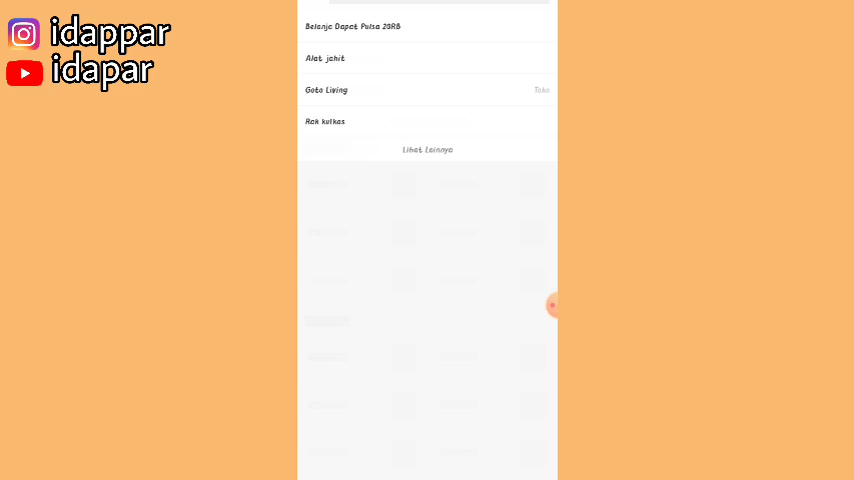 idappar
idapar
Belanja Dapat Pulsa 20RB
Alat jahit
Goto Living
Toko
Rak kulkas
Lihat Lainnya